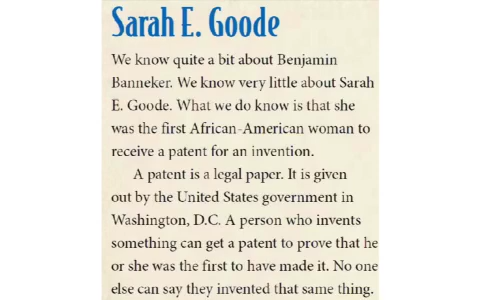 Sarah E. Goode
We know quite a bit about Benjamin
Banneker. We know very little about Sarah
E. Goode. What we do know is that she
was the first African-American woman to
receive a patent for an invention.
A patent is a legal paper. It is given
out by the United States government in
Washington, D.C. A person who invents
something can get a patent to prove that he
or she was the first to have made it. No one
else can say they invented that same thing.